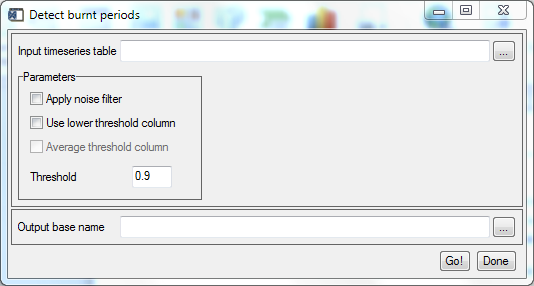 Detect burnt periods
Input timeseries table ...
Parameters
Apply noise filter
Use lower threshold column
Average threshold column
Threshold 0.9
Output base name ...
Go! Done